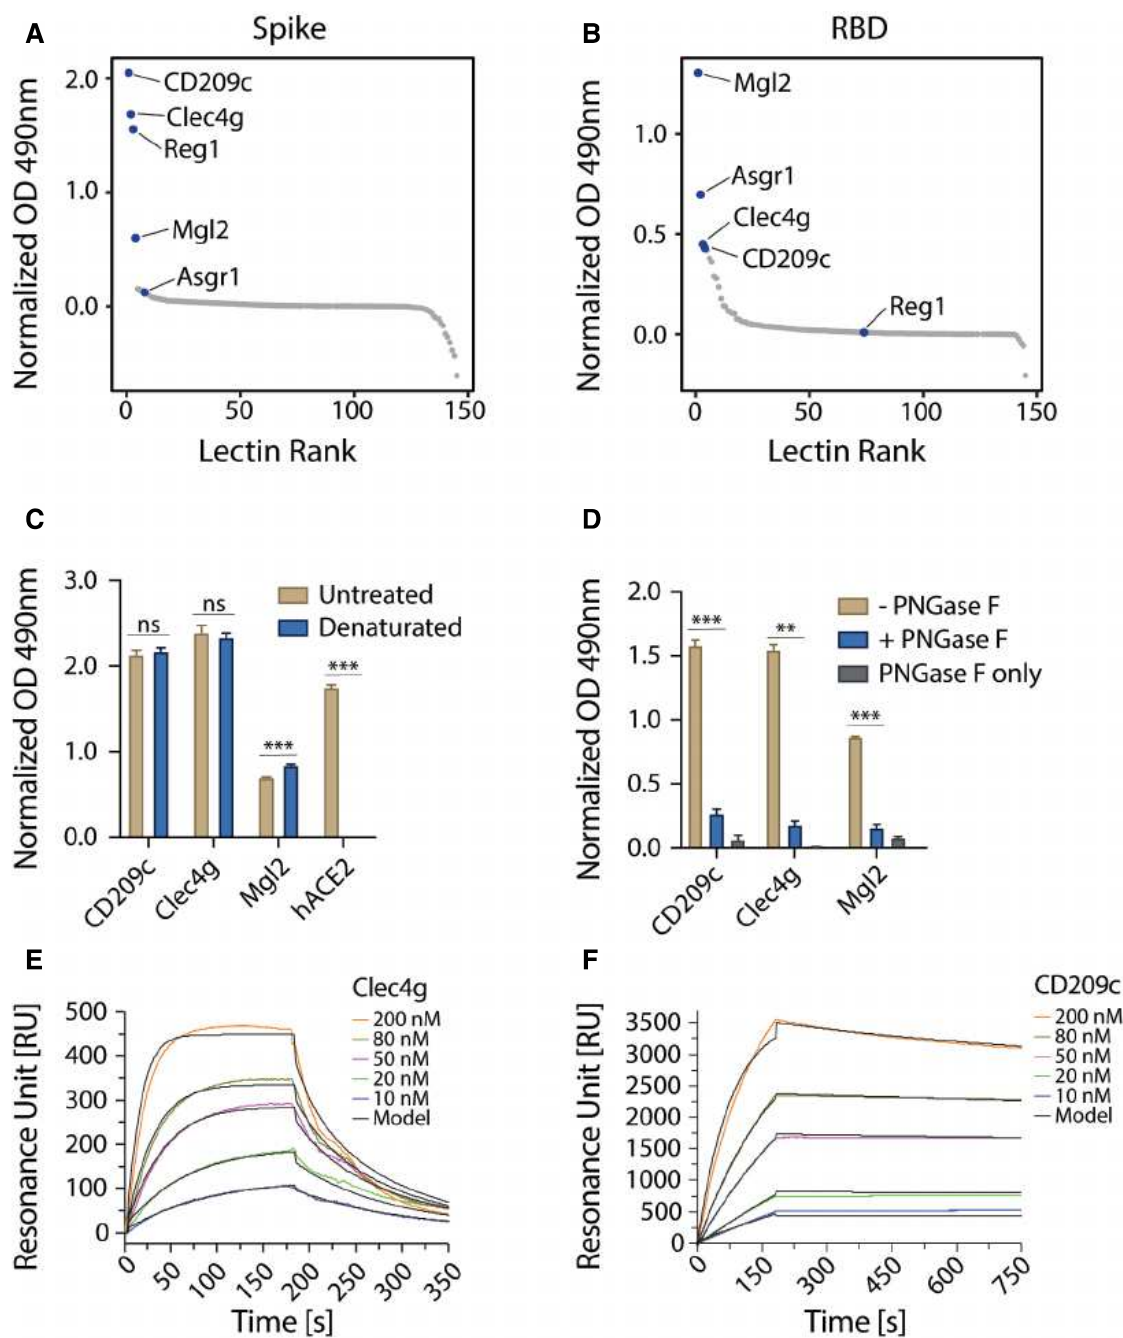 A
Spike
Normalized OD 490nm
2.0
1.0
0.0
CD209c
Clec4g
Reg1
Mgl2
Asgr1
0
50
100
150
Lectin Rank
B
RBD
Normalized OD 490nm
1.0
0.5
0.0
Mgl2
Asgr1
Clec4g
CD209c
Reg1
0
50
100
150
Lectin Rank
C
Normalized OD 490nm
3.0
2.0
1.0
0.0
ns
ns
***
***
Untreated
Denaturated
CD209c
Clec4g
Mgl2
hACE2
D
Normalized OD 490nm
2.0
1.5
1.0
0.5
0.0
***
**
***
- PNGase F
+ PNGase F
PNGase F only
CD209c
Clec4g
Mgl2
E
Ressonance Unit [RU]
500
400
300
200
100
0
Clec4g
200 nM
80 nM
50 nM
20 nM
10 nM
Model
0
50
100
150
200
250
300
350
Time [s]
F
Ressonance Unit [RU]
3500
3000
2500
2000
1500
1000
500
0
CD209c
200 nM
80 nM
50 nM
20 nM
10 nM
Model
0
150
300
450
600
750
Time [s]